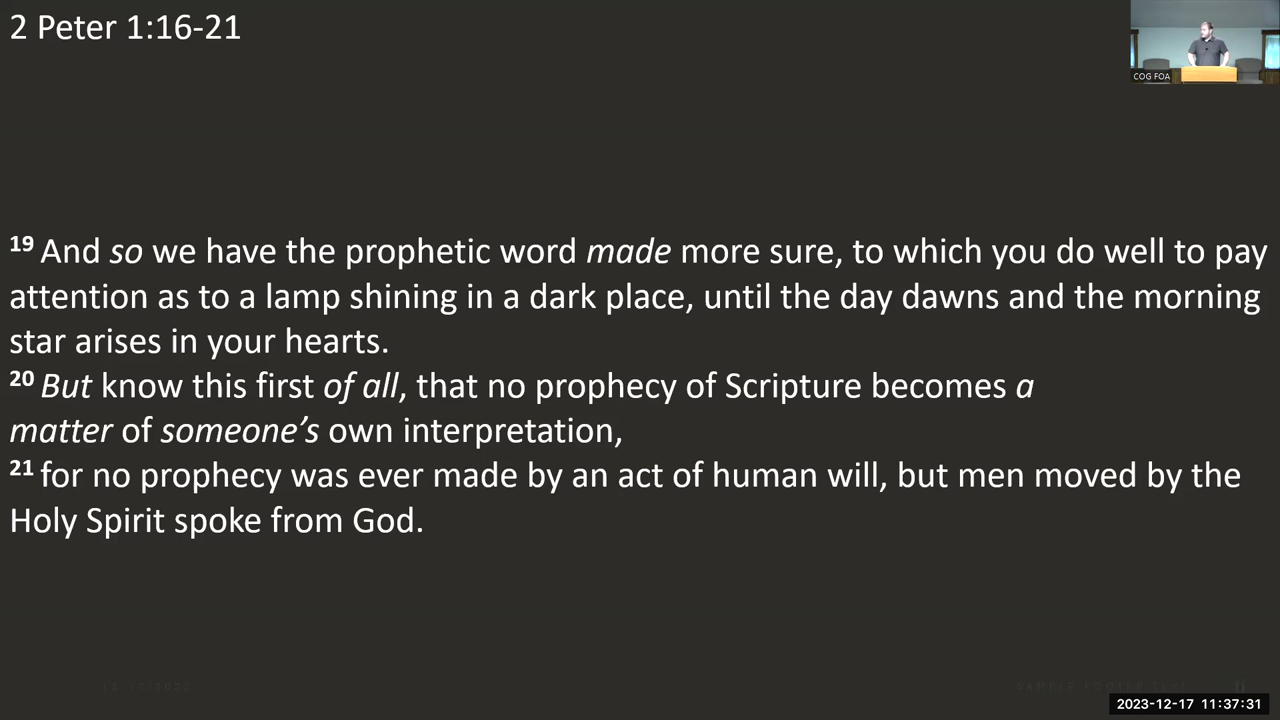 2 Peter 1:16-21
COG FOA
19 And so we have the prophetic word made more sure, to which you do well to pay
attention as to a lamp shining in a dark place, until the day dawns and the morning
star arises in your hearts.
20 But know this first of all, that no prophecy of Scripture becomes a
matter of someone’s own interpretation,
21 for no prophecy was ever made by an act of human will, but men moved by the
Holy Spirit spoke from God.
2023-12-17 11:37:31